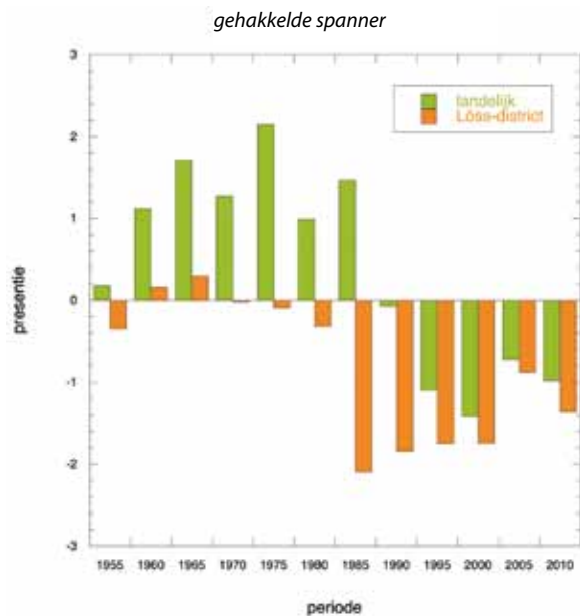 gehakkelde spanner
3
2
1
0
-1
-2
-3
presentie
landelijk
Löss-district
1955 1960 1965 1970 1975 1980 1985 1990 1995 2000 2005 2010
periode